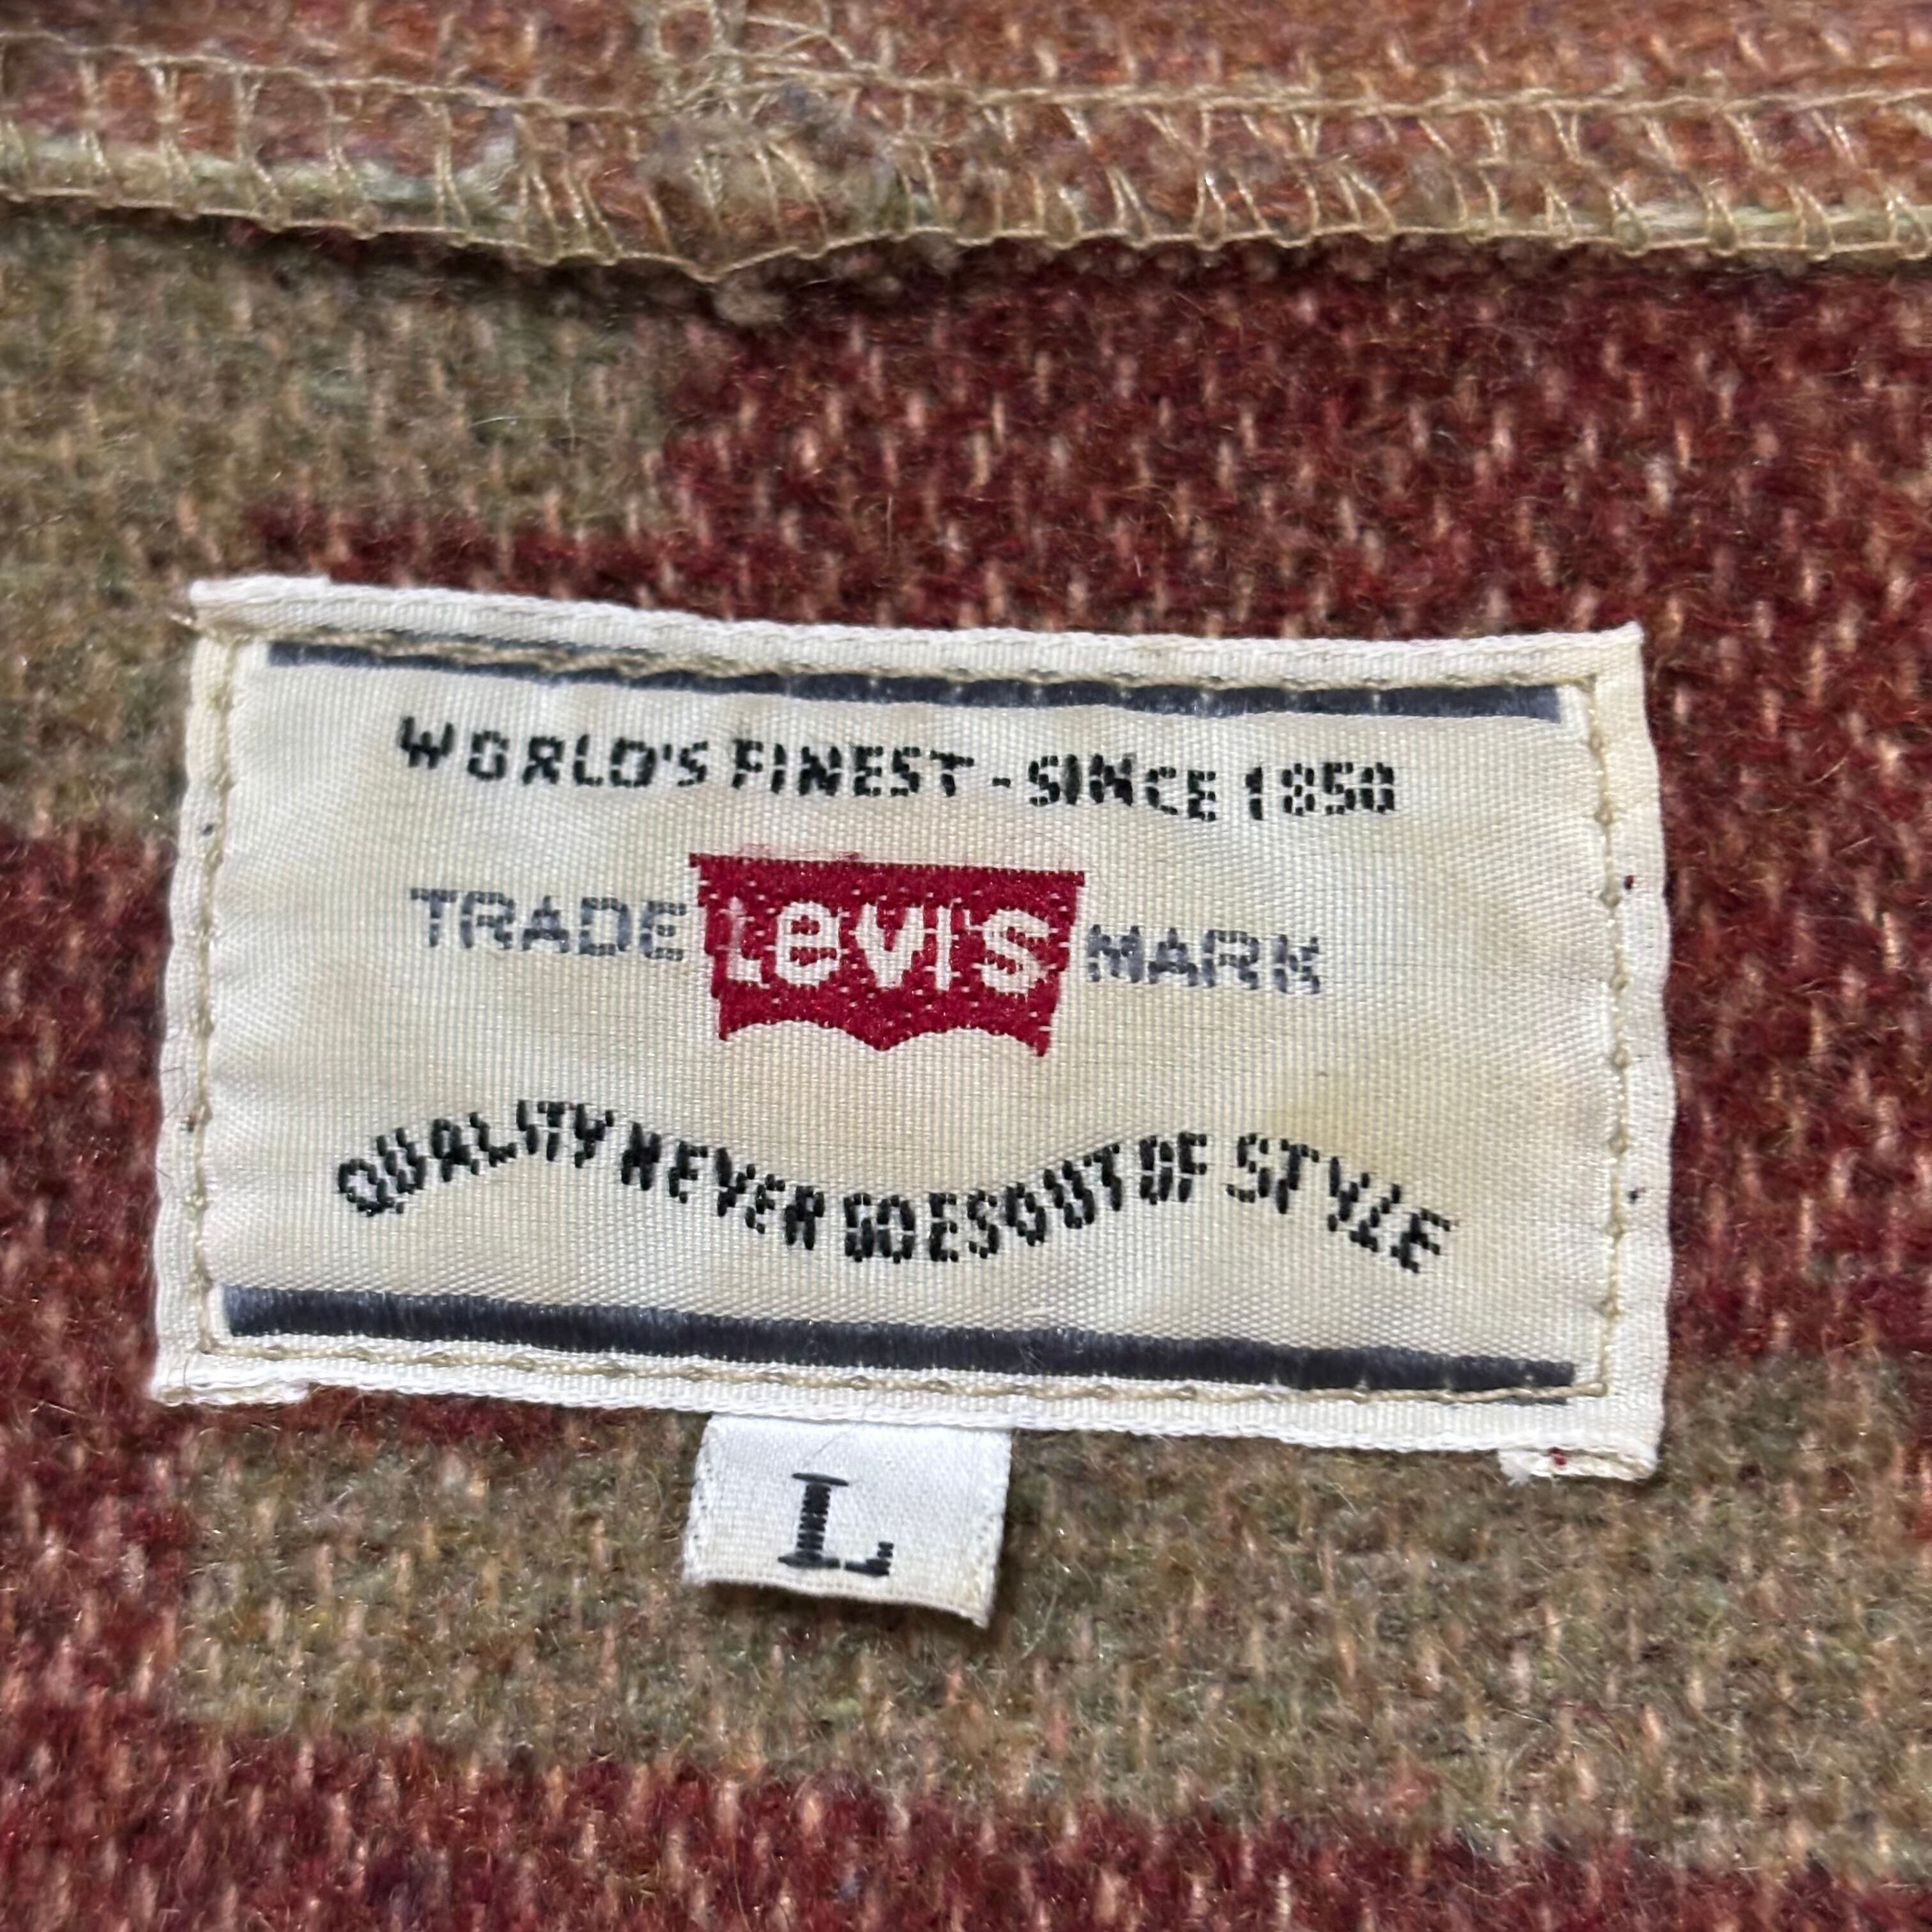 WORLD'S FINEST - SINCE 1850
TRADE Levi's MARK
QUALITY NEVER GOES OUT OF STYLE
L